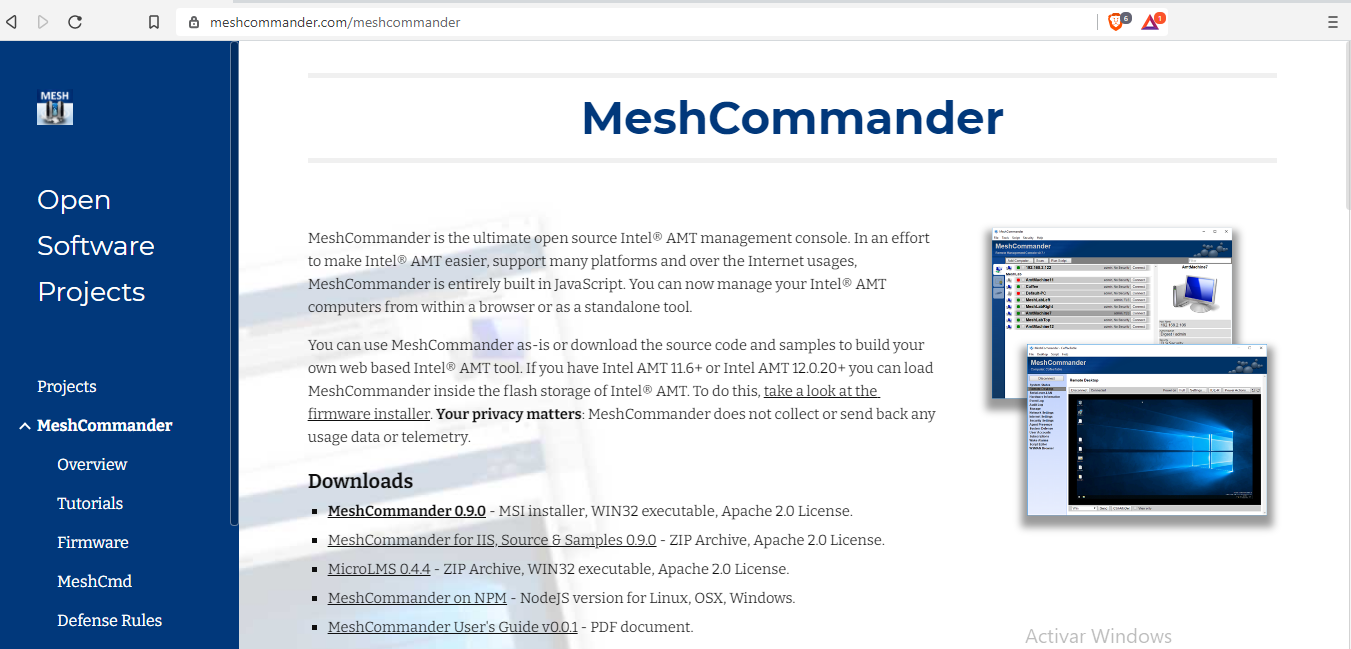 meshcommander.com/meshcommander
6
1
MESH
Open
Software
Projects
Projects
MeshCommander
Overview
Tutorials
Firmware
MeshCmd
Defense Rules
MeshCommander
MeshCommander is the ultimate open source Intel® AMT management console. In an effort
to make Intel® AMT easier, support many platforms and over the Internet usages,
MeshCommander is entirely built in JavaScript. You can now manage your Intel® AMT
computers from within a browser or as a standalone tool.
You can use MeshCommander as-is or download the source code and samples to build your
own web based Intel® AMT tool. If you have Intel AMT 11.6+ or Intel AMT 12.0.20+ you can load
MeshCommander inside the flash storage of Intel® AMT. To do this, take a look at the
firmware installer. Your privacy matters: MeshCommander does not collect or send back any
usage data or telemetry.
Downloads
MeshCommander 0.9.0 - MSI installer, WIN32 executable, Apache 2.0 License.
MeshCommander for IIS, Source & Samples 0.9.0 - ZIP Archive, Apache 2.0 License.
MicroLMS 0.4.4 - ZIP Archive, WIN32 executable, Apache 2.0 License.
MeshCommander on NPM - NodeJS version for Linux, OSX, Windows.
MeshCommander User's Guide v0.0.1 - PDF document.
MeshCommander
AmtMachine7
MeshCommander
Remote Desktop
Activar Windows